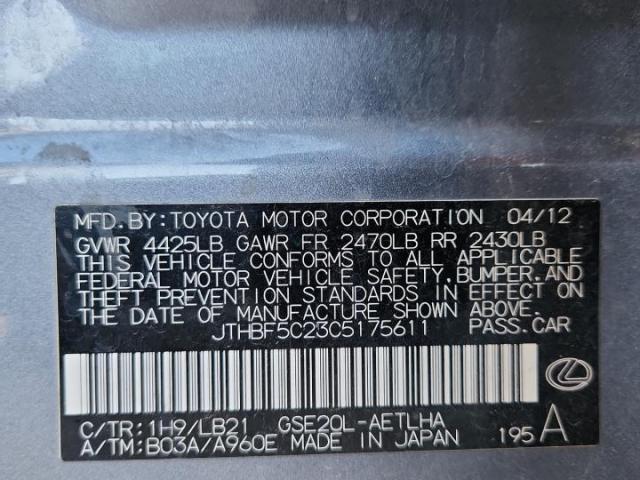 MFD. BY: TOYOTA MOTOR CORPORATION 04/12
GVWR 4425LB GAWR FR 2470LB RR 2430LB
THIS VEHICLE CONFORMS TO ALL APPLICABLE
FEDERAL MOTOR VEHICLE SAFETY, BUMPER, AND
THEFT PREVENTION STANDARDS IN EFFECT ON
THE DATE OF MANUFACTURE SHOWN ABOVE.
JTHBF5C23C5175611 PASS. CAR
C/TR: 1H9/LB21 GSE20L-AETLHA
A/TM: B03A/A960E MADE IN JAPAN 195 A